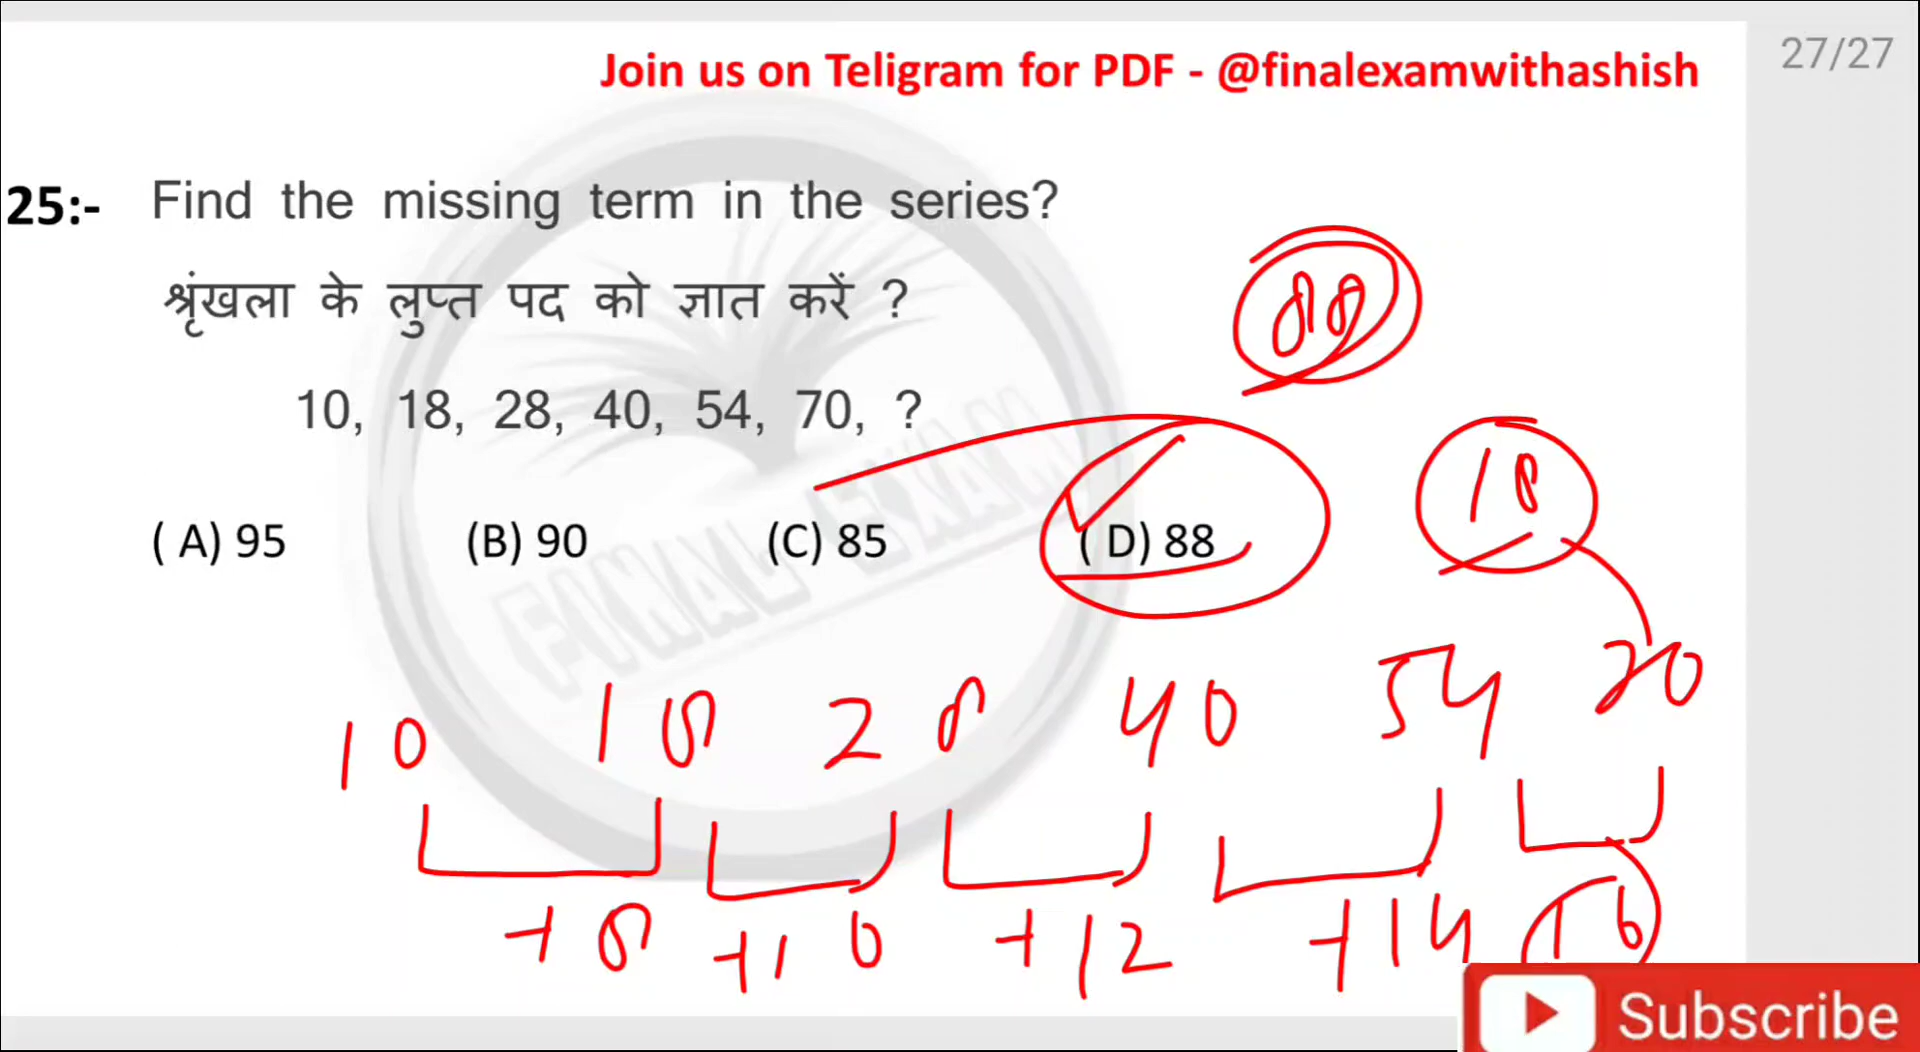 Join us on Teligram for PDF - @finalexamwithashish
27/27
25:- Find the missing term in the series?
श्रृंखला के लुप्त पद को ज्ञात करें ?
88
10, 18, 28, 40, 54, 70, ?
18
( A) 95 (B) 90 (C) 85 ( D) 88
FINAL EXAM
10 18 28 40 54 70
+8 +10 +12 +14 16
Subscribe